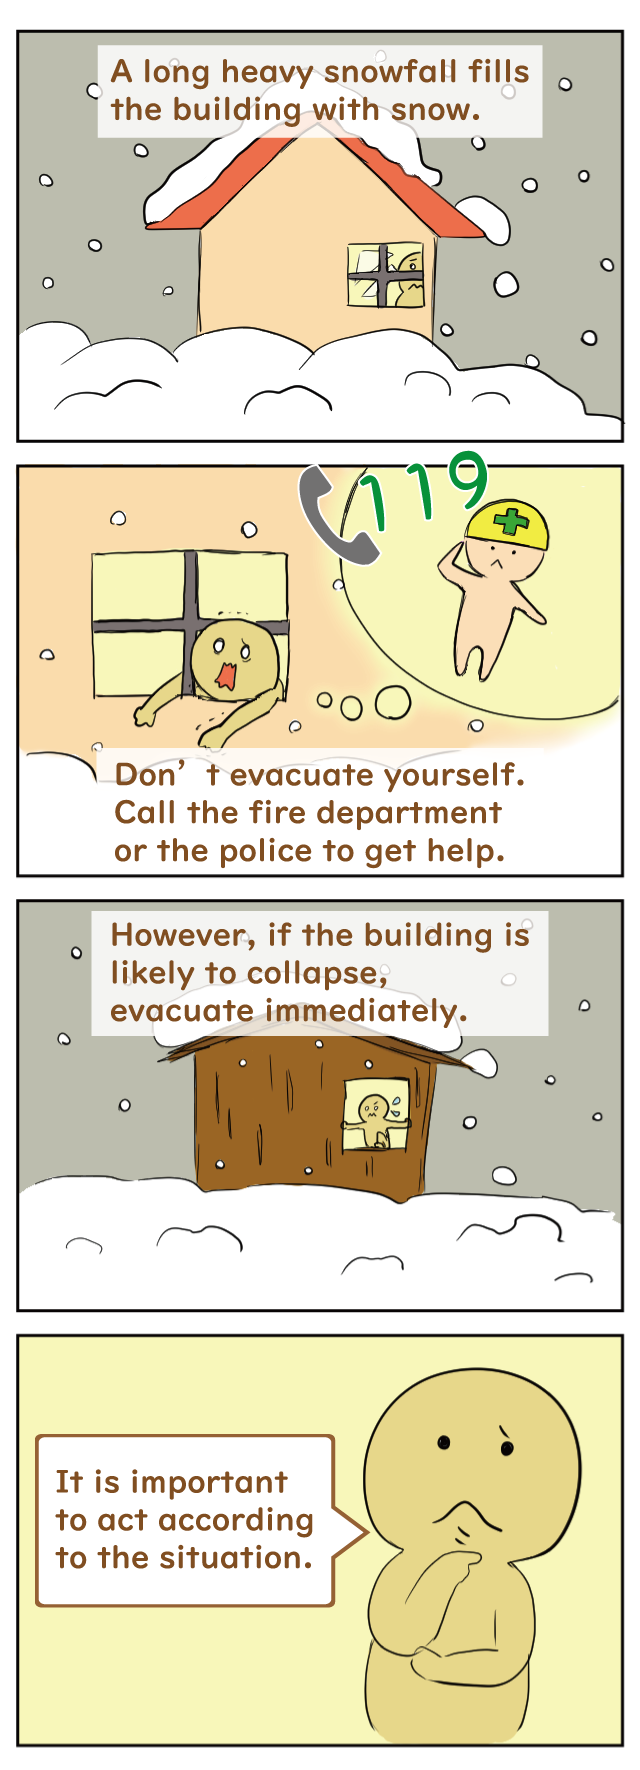 A long heavy snowfall fills
the building with snow.
119
Don’t evacuate yourself.
Call the fire department
or the police to get help.
However, if the building is
likely to collapse,
evacuate immediately.
It is important
to act according
to the situation.